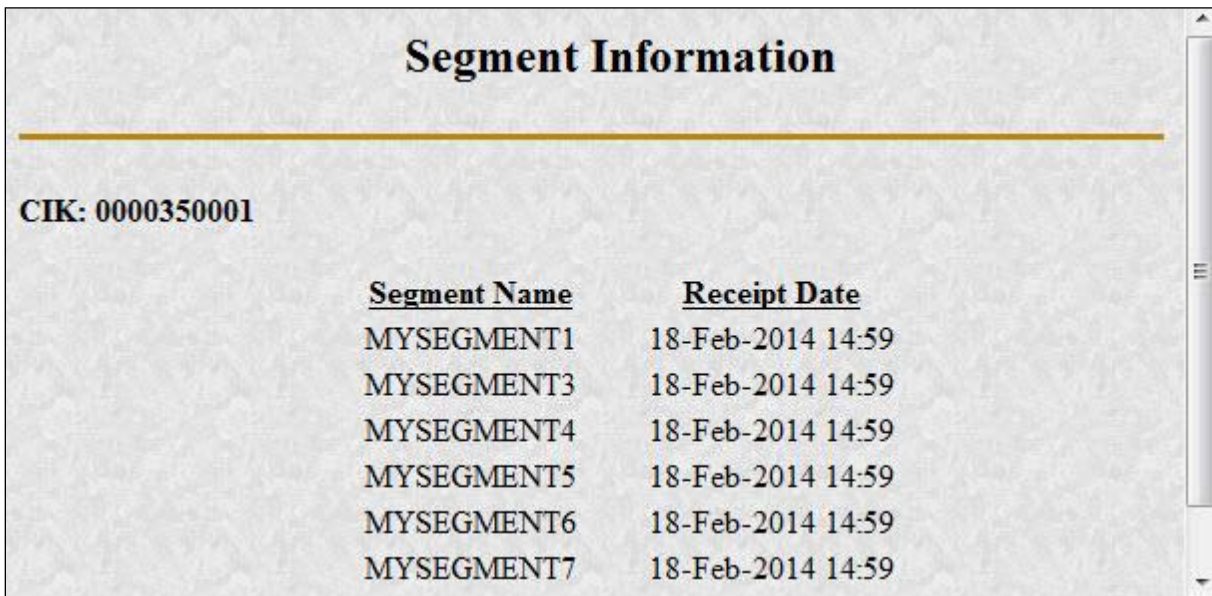 Segment Information
CIK: 0000350001
Segment Name Receipt Date
MYSEGMENT1 18-Feb-2014 14:59
MYSEGMENT3 18-Feb-2014 14:59
MYSEGMENT4 18-Feb-2014 14:59
MYSEGMENT5 18-Feb-2014 14:59
MYSEGMENT6 18-Feb-2014 14:59
MYSEGMENT7 18-Feb-2014 14:59